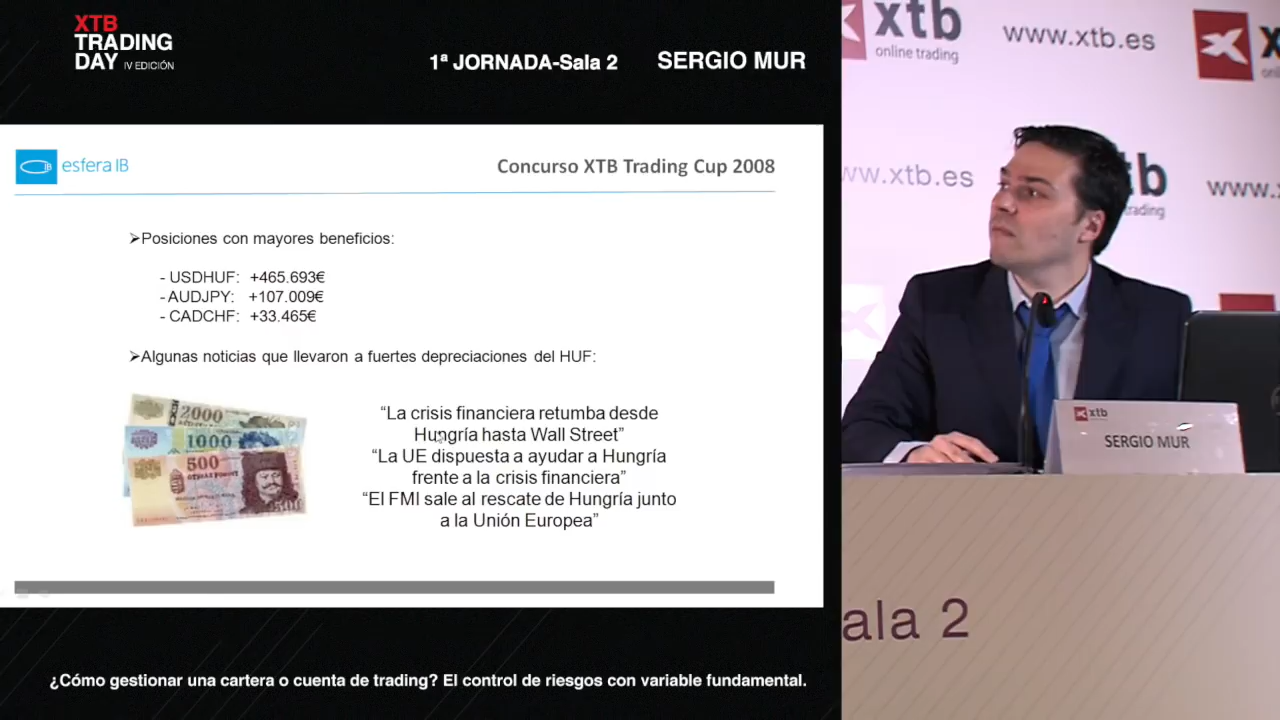 XTB
TRADING
DAY IV EDICIÓN
1ª JORNADA-Sala 2
SERGIO MUR
esfera IB
Concurso XTB Trading Cup 2008
➢Posiciones con mayores beneficios:
- USDHUF: +465.693€
- AUDJPY: +107.009€
- CADCHF: +33.465€
➢Algunas noticias que llevaron a fuertes depreciaciones del HUF:
2000
1000
500
“La crisis financiera retumba desde
Hungría hasta Wall Street”
“La UE dispuesta a ayudar a Hungría
frente a la crisis financiera”
“El FMI sale al rescate de Hungría junto
a la Unión Europea”
¿Cómo gestionar una cartera o cuenta de trading? El control de riesgos con variable fundamental.
xtb
online trading
www.xtb.es
www.xtb.es
xtb
SERGIO MUR
ala 2